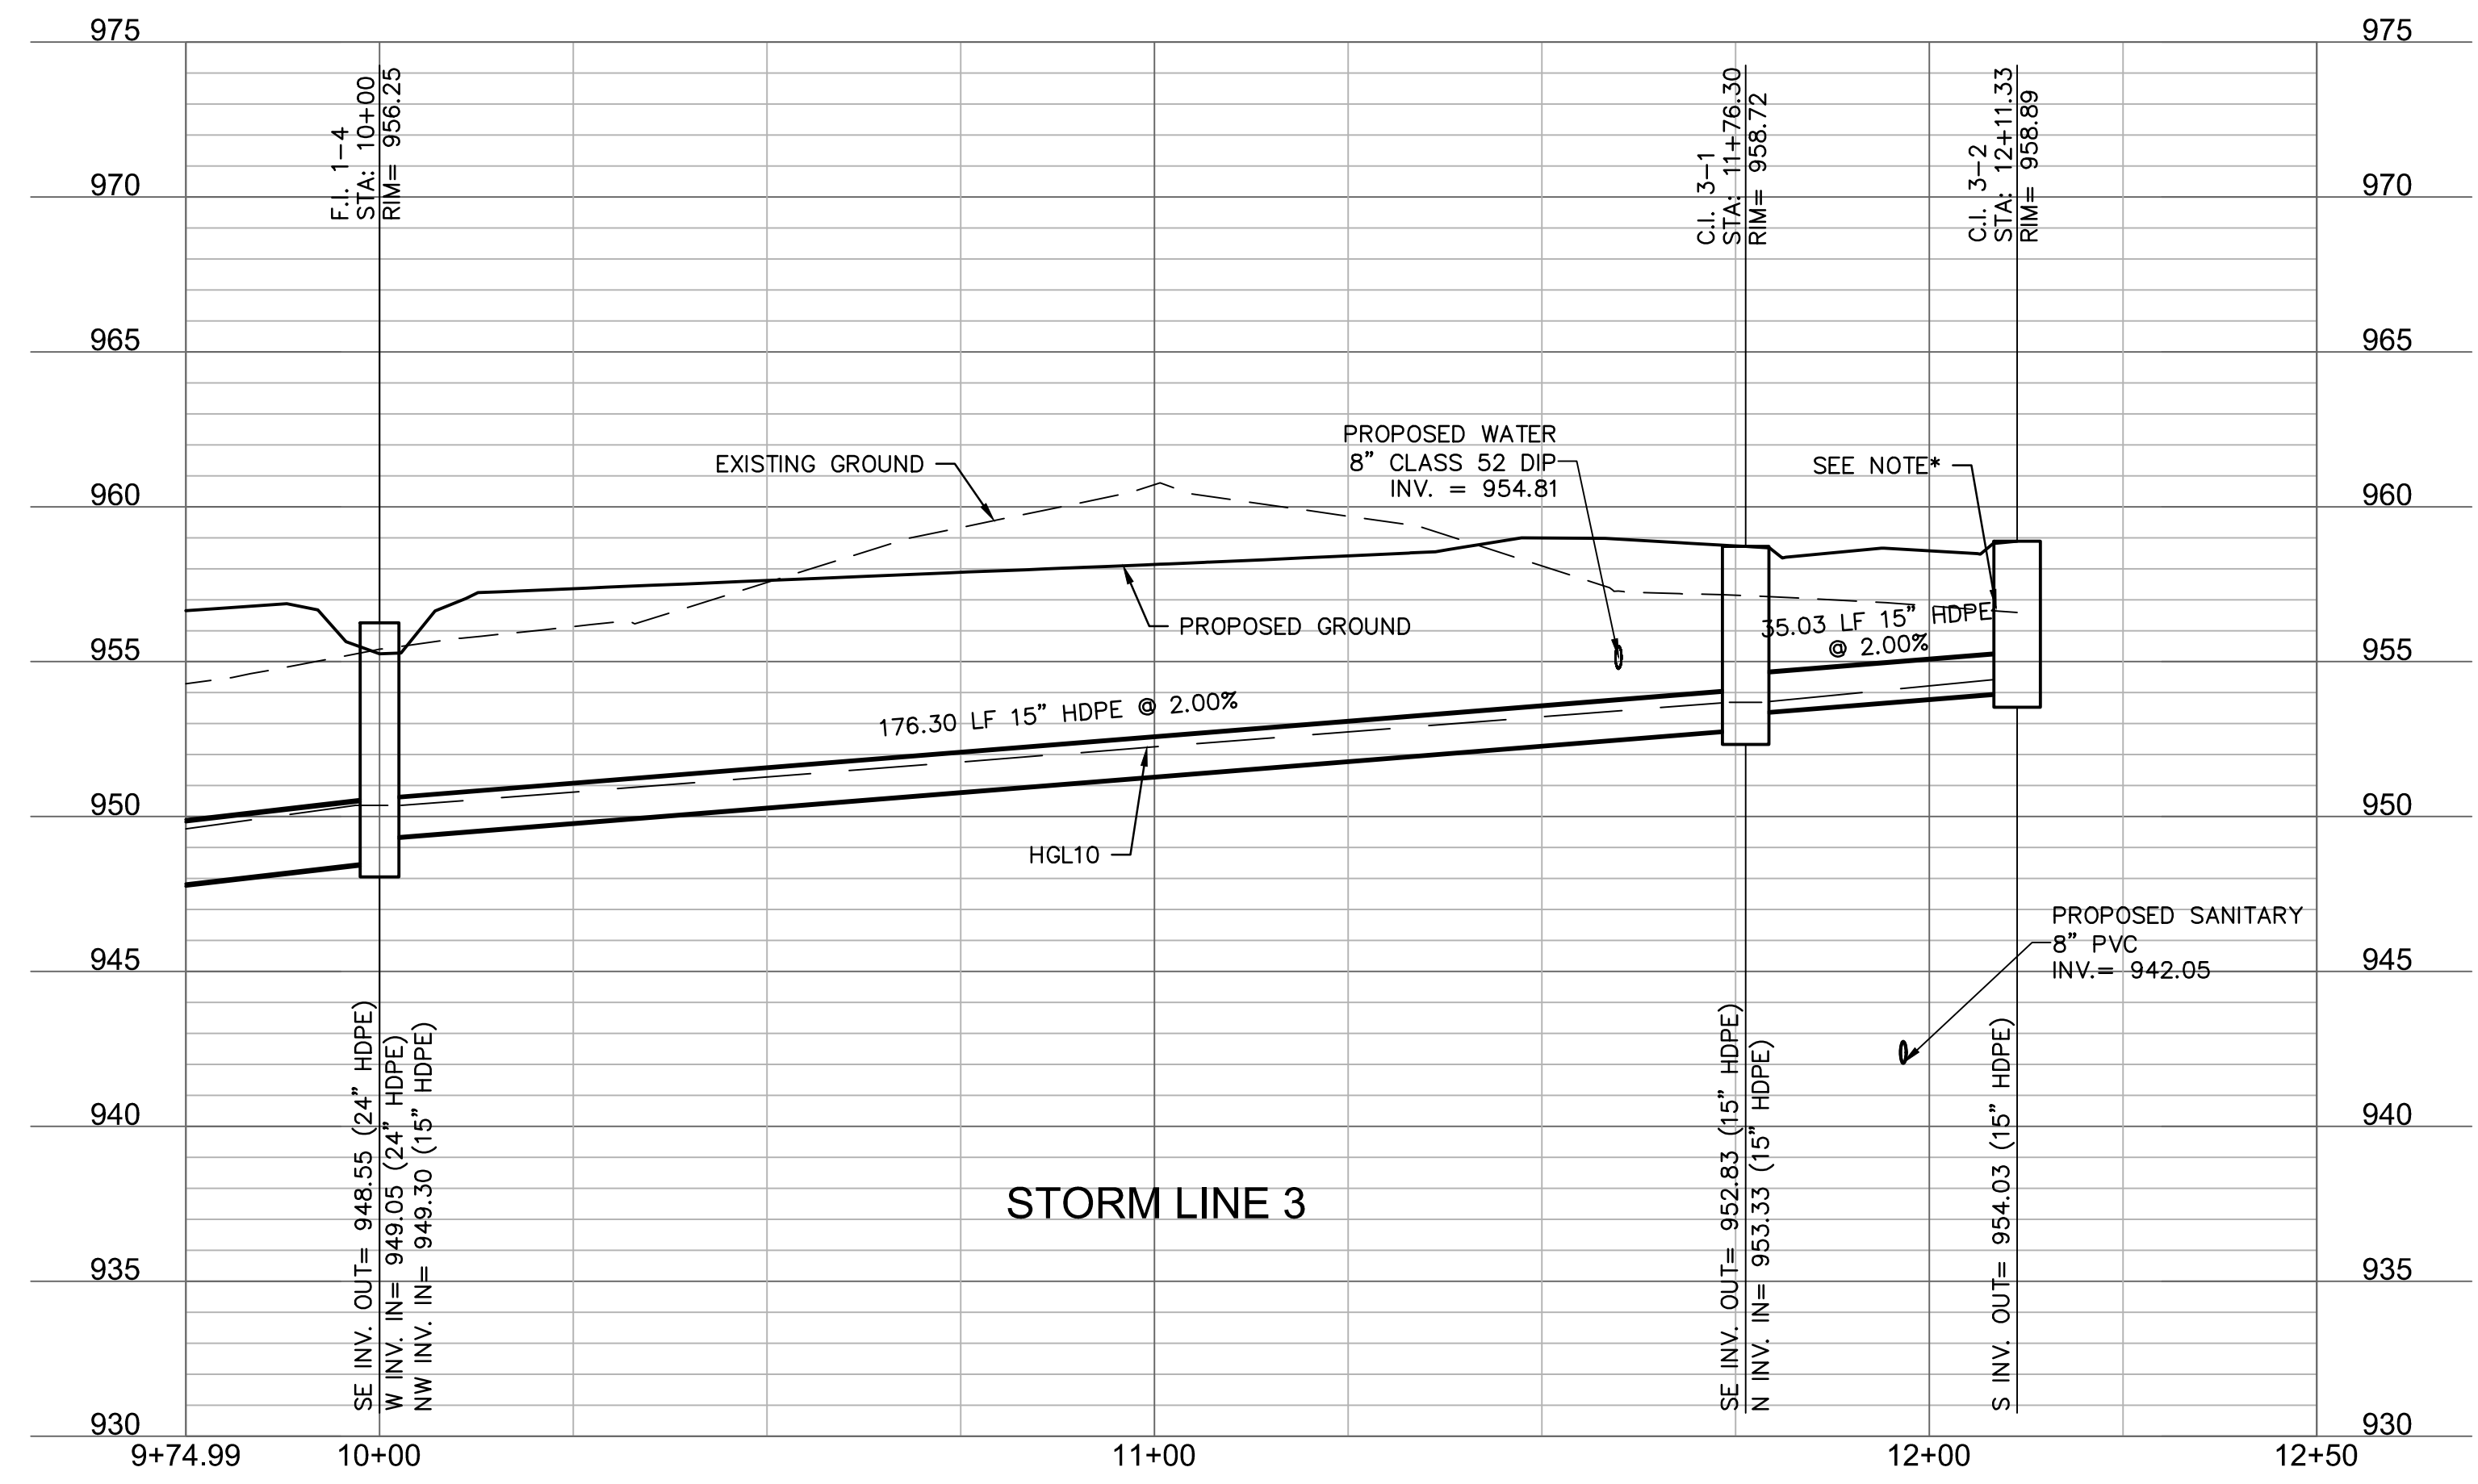 975
975
970
970
965
965
960
960
955
955
950
950
945
945
940
940
935
935
930
930
F.I. 1-4
STA: 10+00
RIM= 956.25
C.I. 3-1
STA: 11+76.30
RIM= 958.72
C.I. 3-2
STA: 12+11.33
RIM= 958.89
EXISTING GROUND
PROPOSED WATER
8" CLASS 52 DIP
INV. = 954.81
SEE NOTE*
PROPOSED GROUND
35.03 LF 15" HDPE
@ 2.00%
176.30 LF 15" HDPE @ 2.00%
HGL10
PROPOSED SANITARY
8" PVC
INV.= 942.05
SE INV. OUT= 948.55 (24" HDPE)
W INV. IN= 949.05 (24" HDPE)
NW INV. IN= 949.30 (15" HDPE)
SE INV. OUT= 952.83 (15" HDPE)
N INV. IN= 953.33 (15" HDPE)
S INV. OUT= 954.03 (15" HDPE)
STORM LINE 3
9+74.99
10+00
11+00
12+00
12+50